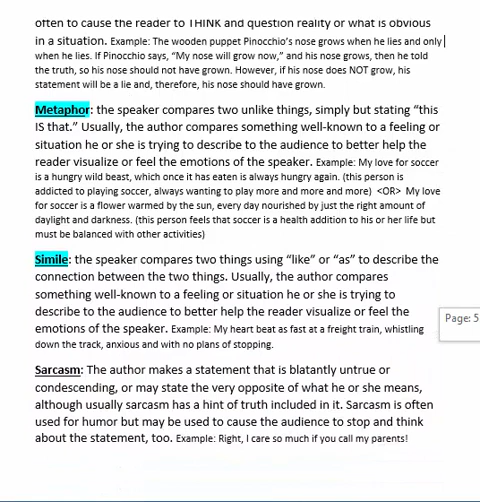 often to cause the reader to THINK and question reality or what is obvious
in a situation. Example: The wooden puppet Pinocchio's nose grows when he lies and only
when he lies. If Pinocchio says, "My nose will grow now," and his nose grows, then he told
the truth, so his nose should not have grown. However, if his nose does NOT grow, his
statement will be a lie and, therefore, his nose should have grown.
Metaphor: the speaker compares two unlike things, simply but stating "this
IS that." Usually, the author compares something well-known to a feeling or
situation he or she is trying to describe to the audience to better help the
reader visualize or feel the emotions of the speaker. Example: My love for soccer
is a hungry wild beast, which once it has eaten is always hungry again. (this person is
addicted to playing soccer, always wanting to play more and more and more) <OR> My love
for soccer is a flower warmed by the sun, every day nourished by just the right amount of
daylight and darkness. (this person feels that soccer is a health addition to his or her life but
must be balanced with other activities)
Simile: the speaker compares two things using "like" or "as" to describe the
connection between the two things. Usually, the author compares
something well-known to a feeling or situation he or she is trying to
describe to the audience to better help the reader visualize or feel the
emotions of the speaker. Example: My heart beat as fast at a freight train, whistling
down the track, anxious and with no plans of stopping.
Page: 5
Sarcasm: The author makes a statement that is blatantly untrue or
condescending, or may state the very opposite of what he or she means,
although usually sarcasm has a hint of truth included in it. Sarcasm is often
used for humor but may be used to cause the audience to stop and think
about the statement, too. Example: Right, I care so much if you call my parents!